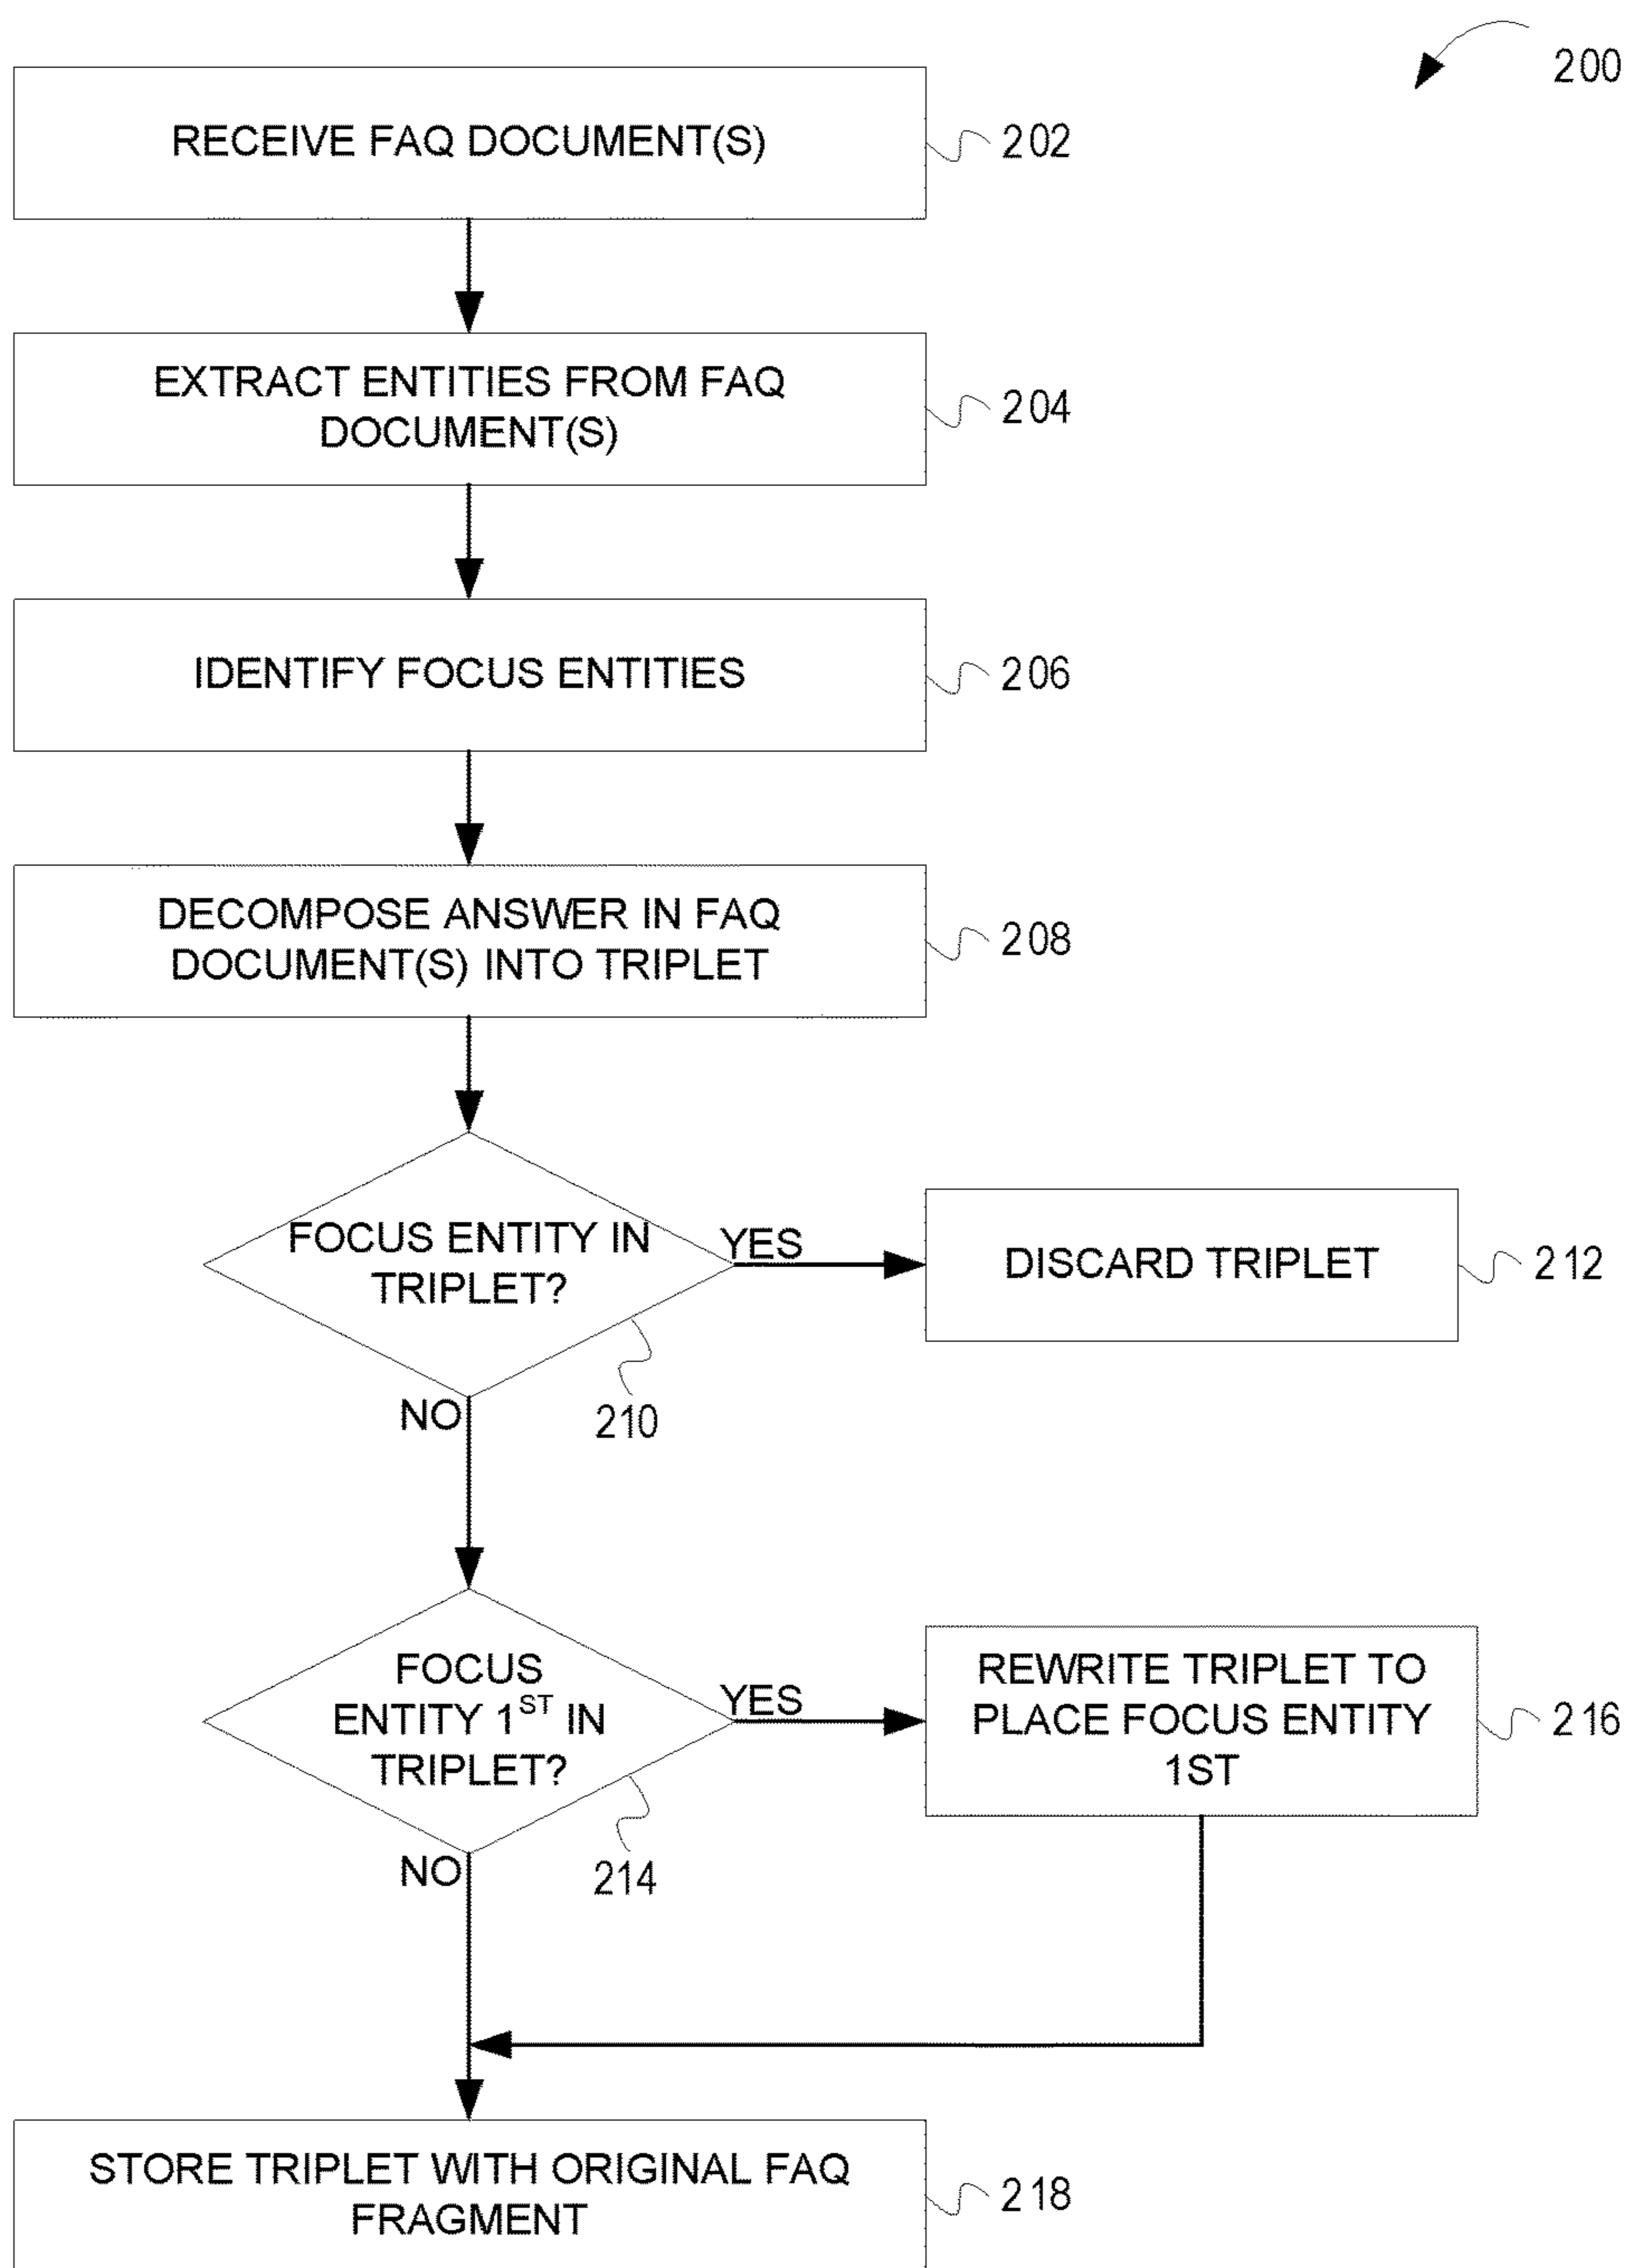 200
RECEIVE FAQ DOCUMENT(S)
202
EXTRACT ENTITIES FROM FAQ
DOCUMENT(S)
204
IDENTIFY FOCUS ENTITIES
206
DECOMPOSE ANSWER IN FAQ
DOCUMENT(S) INTO TRIPLET
208
FOCUS ENTITY IN
TRIPLET?
YES
DISCARD TRIPLET
212
NO
210
FOCUS
ENTITY 1ST IN
TRIPLET?
YES
REWRITE TRIPLET TO
PLACE FOCUS ENTITY
1ST
216
NO
214
STORE TRIPLET WITH ORIGINAL FAQ
FRAGMENT
218